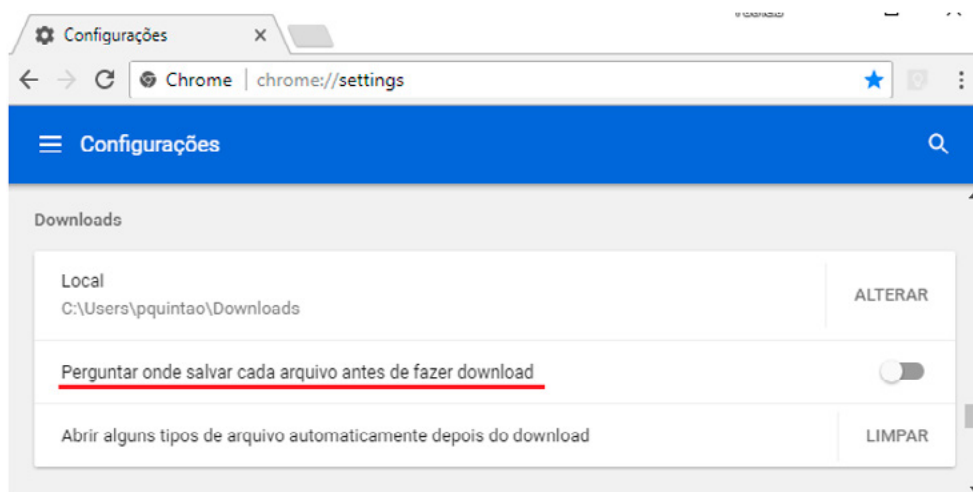 Configurações
Chrome | chrome://settings
Configurações
Downloads
Local
C:\Users\pquintao\Downloads
ALTERAR
Perguntar onde salvar cada arquivo antes de fazer download
Abrir alguns tipos de arquivo automaticamente depois do download
LIMPAR